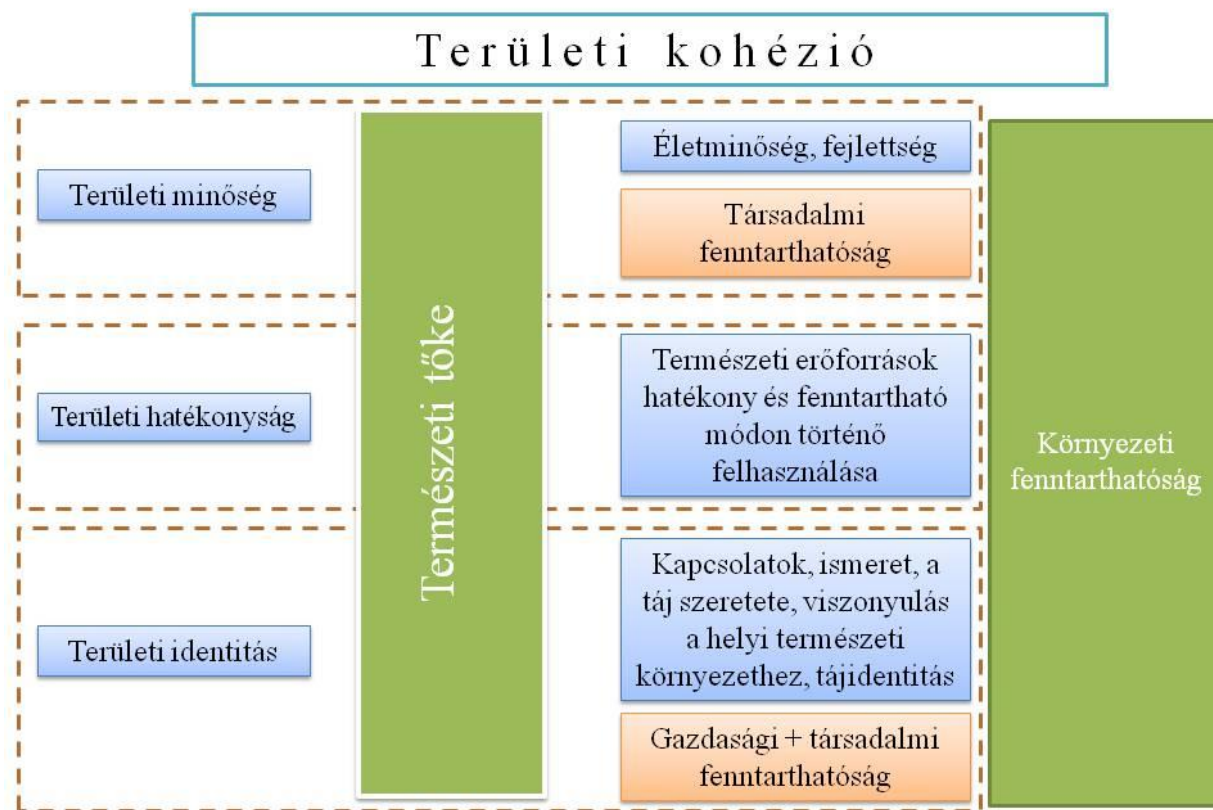 Területi kohézió
Területi minőség
Természeti tőke
Életminőség, fejlettség
Társadalmi
fenntarthatóság
Területi hatékonyság
Természeti erőforrások
hatékony és fenntartható
módon történő
felhasználása
Területi identitás
Kapcsolatok, ismeret, a
táj szeretete, viszonyulás
a helyi természeti
környezethez, tájidentitás
Gazdasági + társadalmi
fenntarthatóság
Környezeti
fenntarthatóság